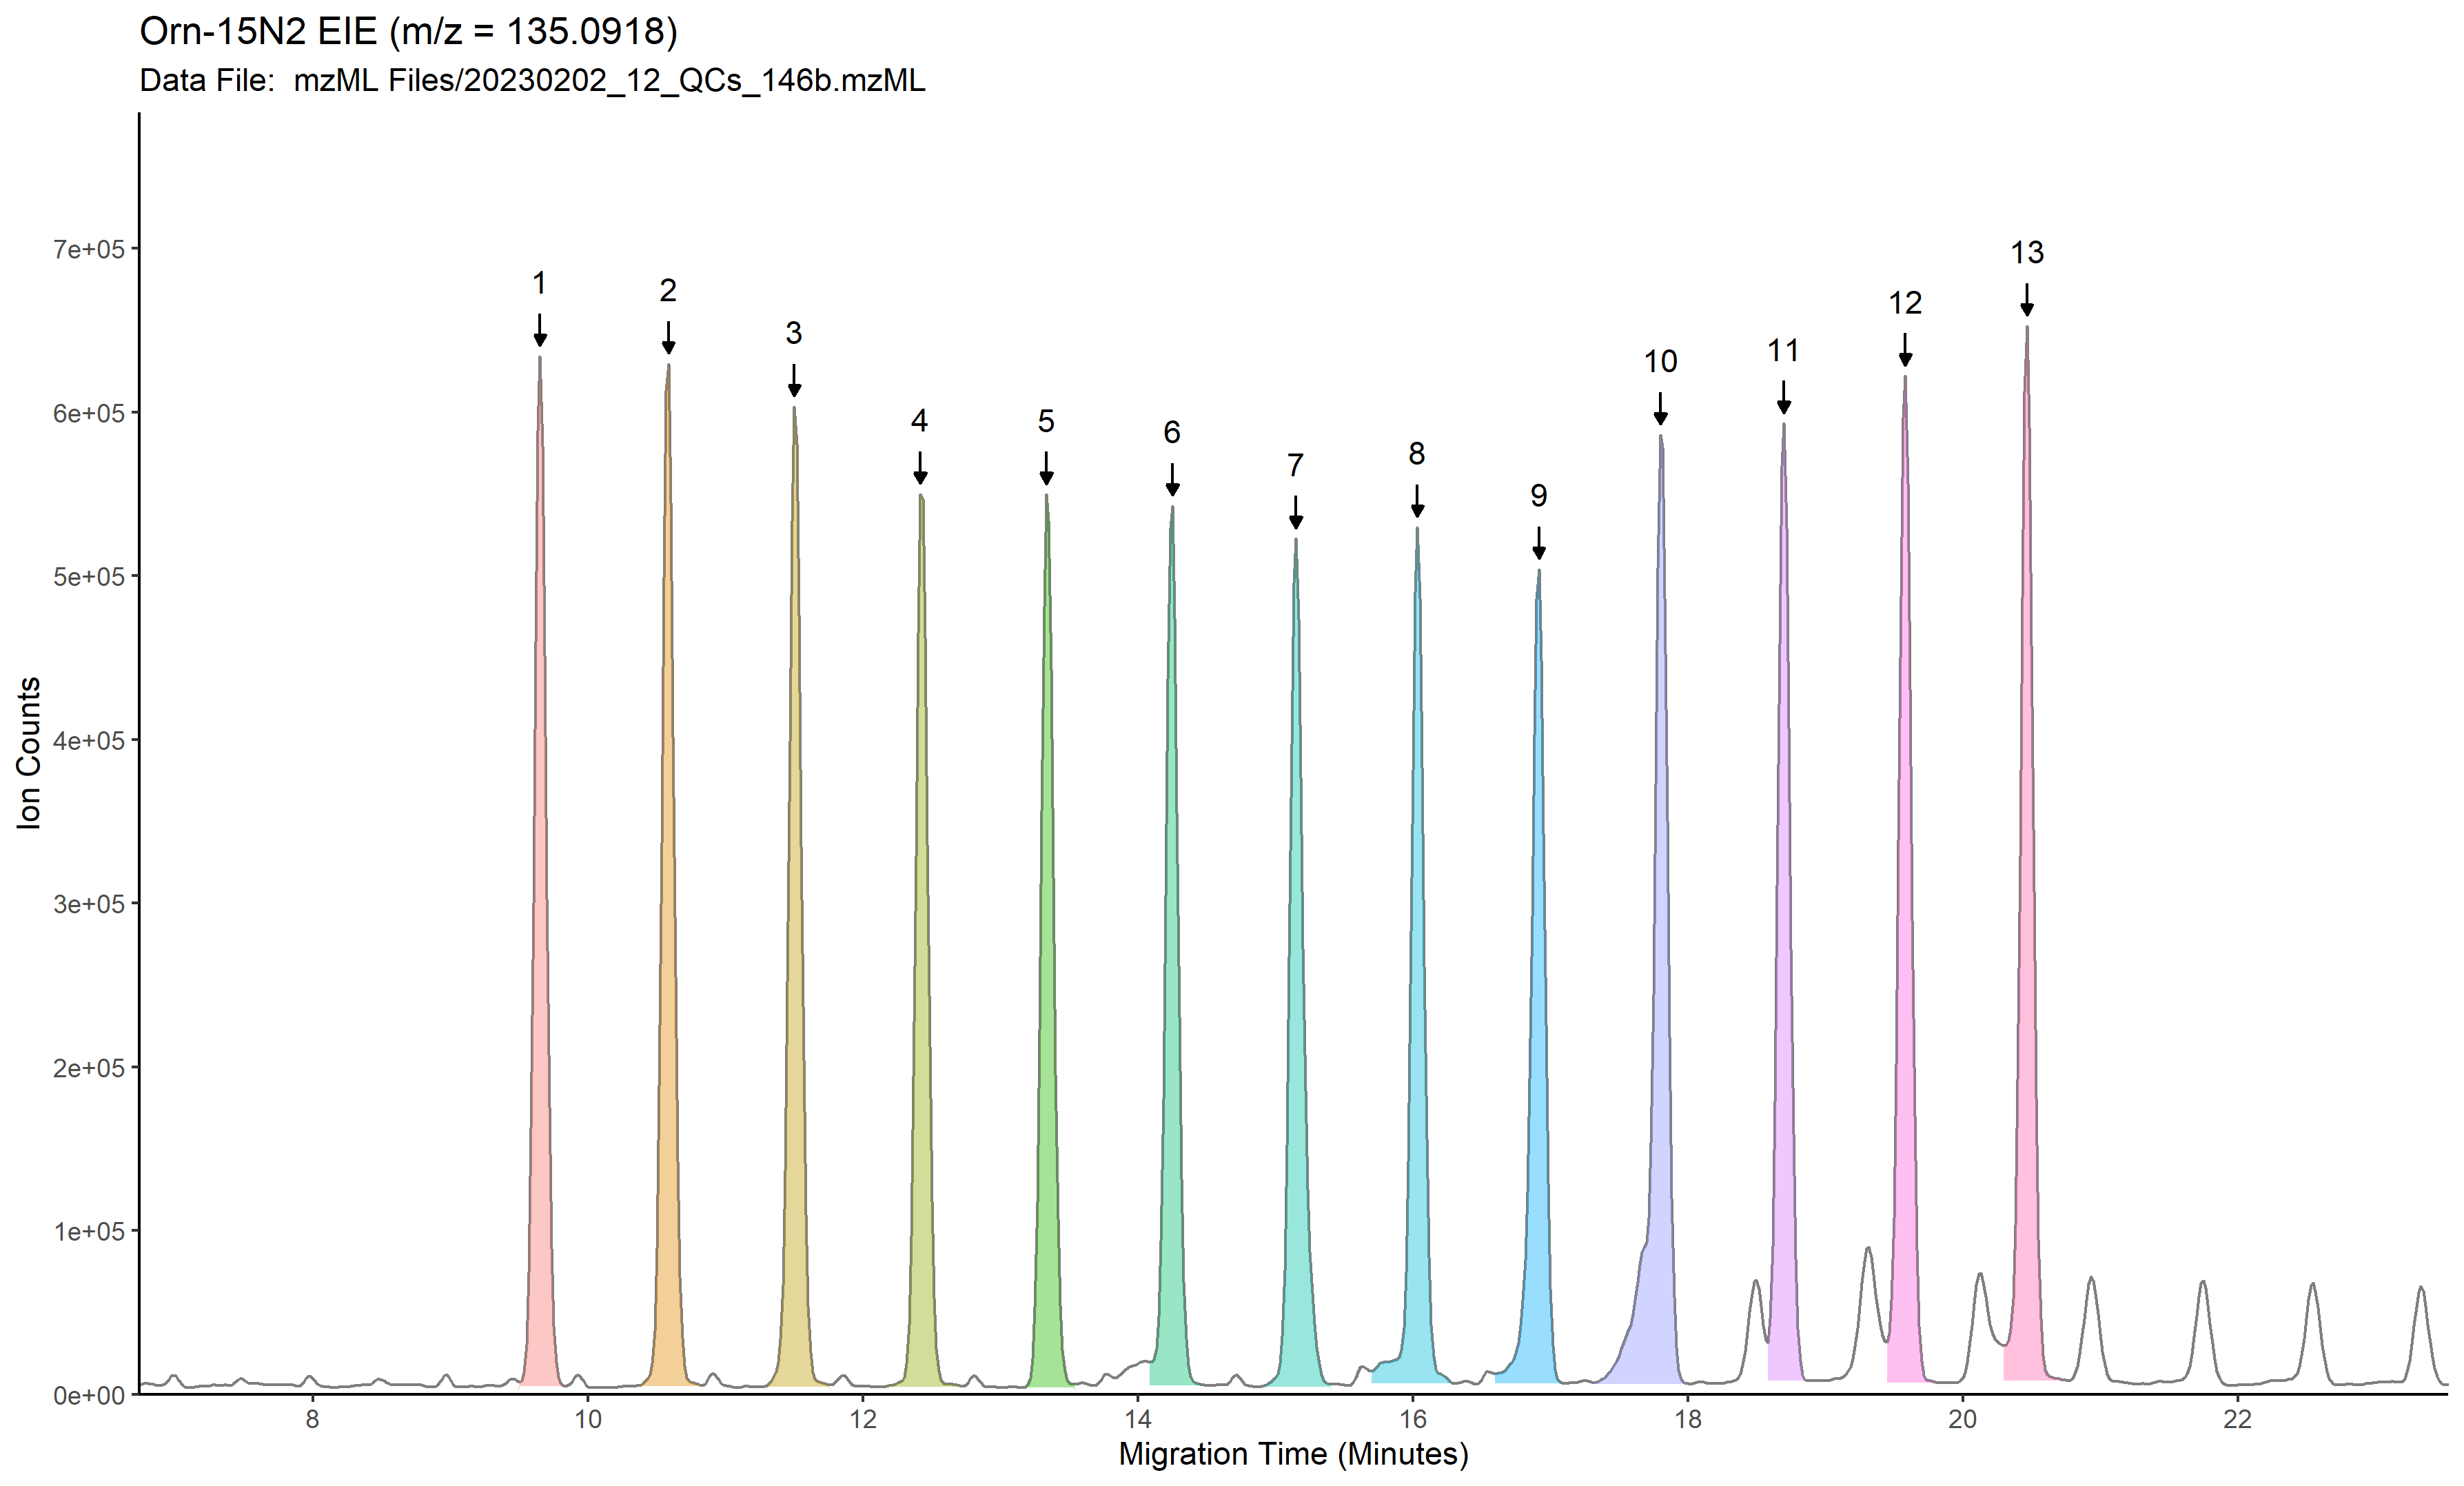 Orn-15N2 EIE (m/z = 135.0918)
Data File:  mzML Files/20230202_12_QCs_146b.mzML
7e+05
6e+05
5e+05
4e+05
3e+05
2e+05
1e+05
0e+00
Ion Counts
1
2
3
4
5
6
7
8
9
10
11
12
13
8
10
12
14
16
18
20
22
Migration Time (Minutes)